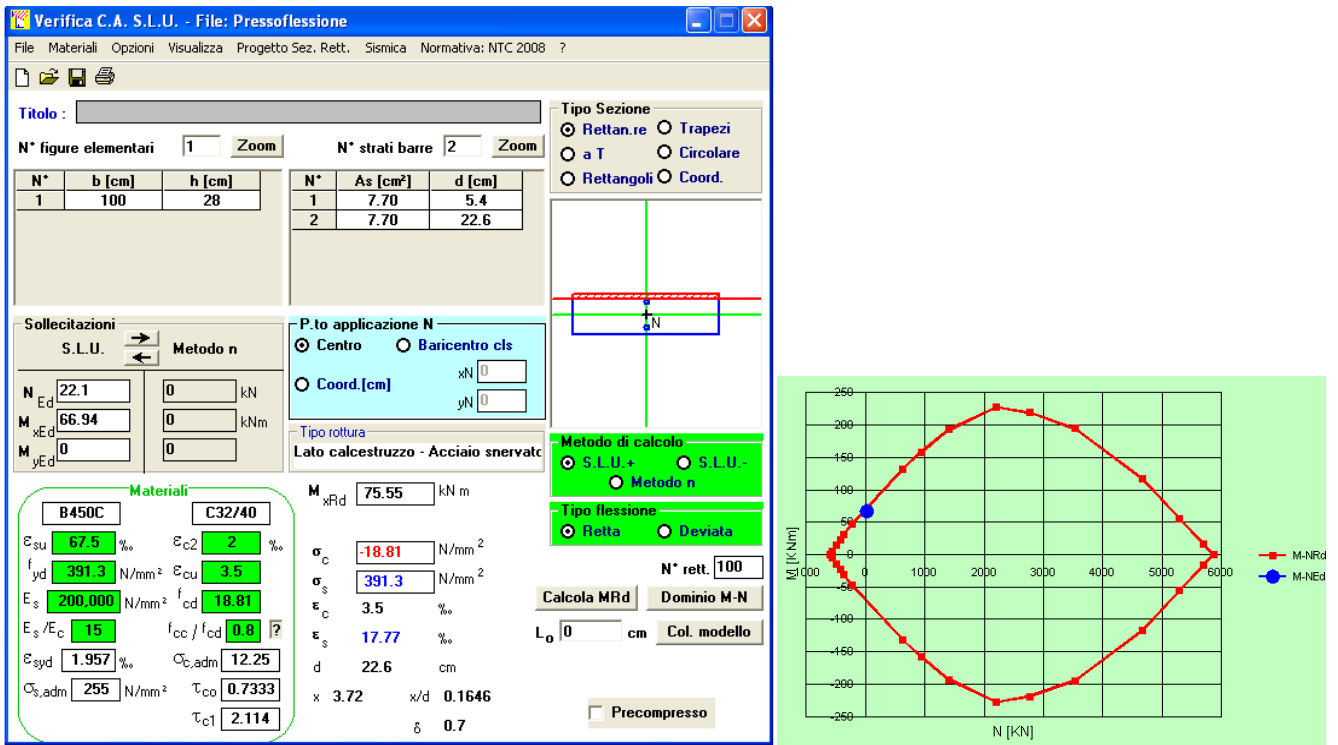 Verifica C.A. S.L.U. - File: Pressoflessione
File Materiali Opzioni Visualizza Progetto Sez. Rett. Sismica Normativa: NTC 2008 ?
Titolo :
N° figure elementari 1 Zoom
N° strati barre 2 Zoom
N° b [cm] h [cm]
1 100 28
N° As [cm²] d [cm]
1 7.70 5.4
2 7.70 22.6
Tipo Sezione
Rettan.re Trapezi
a T Circolare
Rettangoli Coord.
N
Sollecitazioni
S.L.U. Metodo n
N Ed 22.1 0 kN
M xEd 66.94 0 kNm
M yEd 0 0
P.to applicazione N
Centro Baricentro cls
Coord.[cm] xN 0
yN 0
Tipo rottura
Lato calcestruzzo - Acciaio snervato
Metodo di calcolo
S.L.U.+ S.L.U.-
Metodo n
Tipo flessione
Retta Deviata
Materiali
B450C C32/40
εsu 67.5 ‰ εc2 2 ‰
fyd 391.3 N/mm² εcu 3.5
Es 200,000 N/mm² fcd 18.81
Es/Ec 15 fcc / fcd 0.8 ?
εsyd 1.957 ‰ σc,adm 12.25
σs,adm 255 N/mm² τco 0.7333
τc1 2.114
M xRd 75.55 kN m
σc -18.81 N/mm²
σs 391.3 N/mm²
εc 3.5 ‰
εs 17.77 ‰
d 22.6 cm
x 3.72 x/d 0.1646
δ 0.7
N° rett. 100
Calcola MRd Dominio M-N
Lo 0 cm Col. modello
Precompresso
250
200
150
100
50
0
-50
-100
-150
-200
-250
M [KNm]
-1000 0 1000 2000 3000 4000 5000 6000
N [KN]
M-NRd
M-NEd